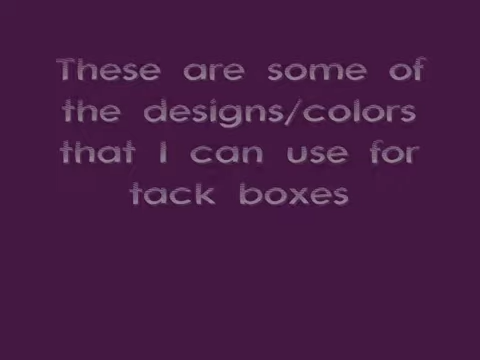 These are some of
the designs/colors
that I can use for
tack boxes